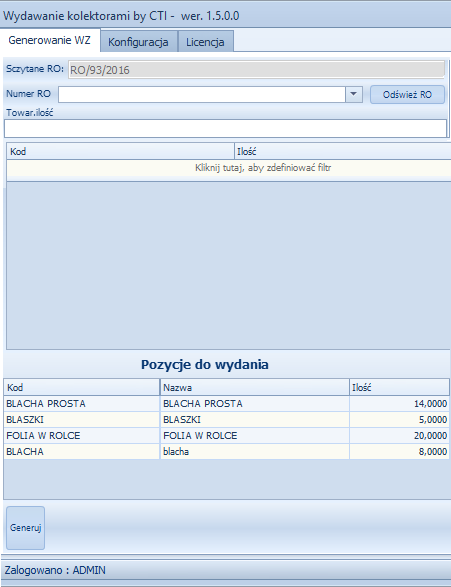 Wydawanie kolektorami by CTI - wer. 1.5.0.0
Generowanie WZ Konfiguracja Licencja
Sczytane RO: RO/93/2016
Numer RO Odśwież RO
Towar.ilość
Kod Ilość
Kliknij tutaj, aby zdefiniować filtr
Pozycje do wydania
Kod Nazwa Ilość
BLACHA PROSTA BLACHA PROSTA 14,0000
BLASZKI BLASZKI 5,0000
FOLIA W ROLCE FOLIA W ROLCE 20,0000
BLACHA blacha 8,0000
Generuj
Zalogowano : ADMIN